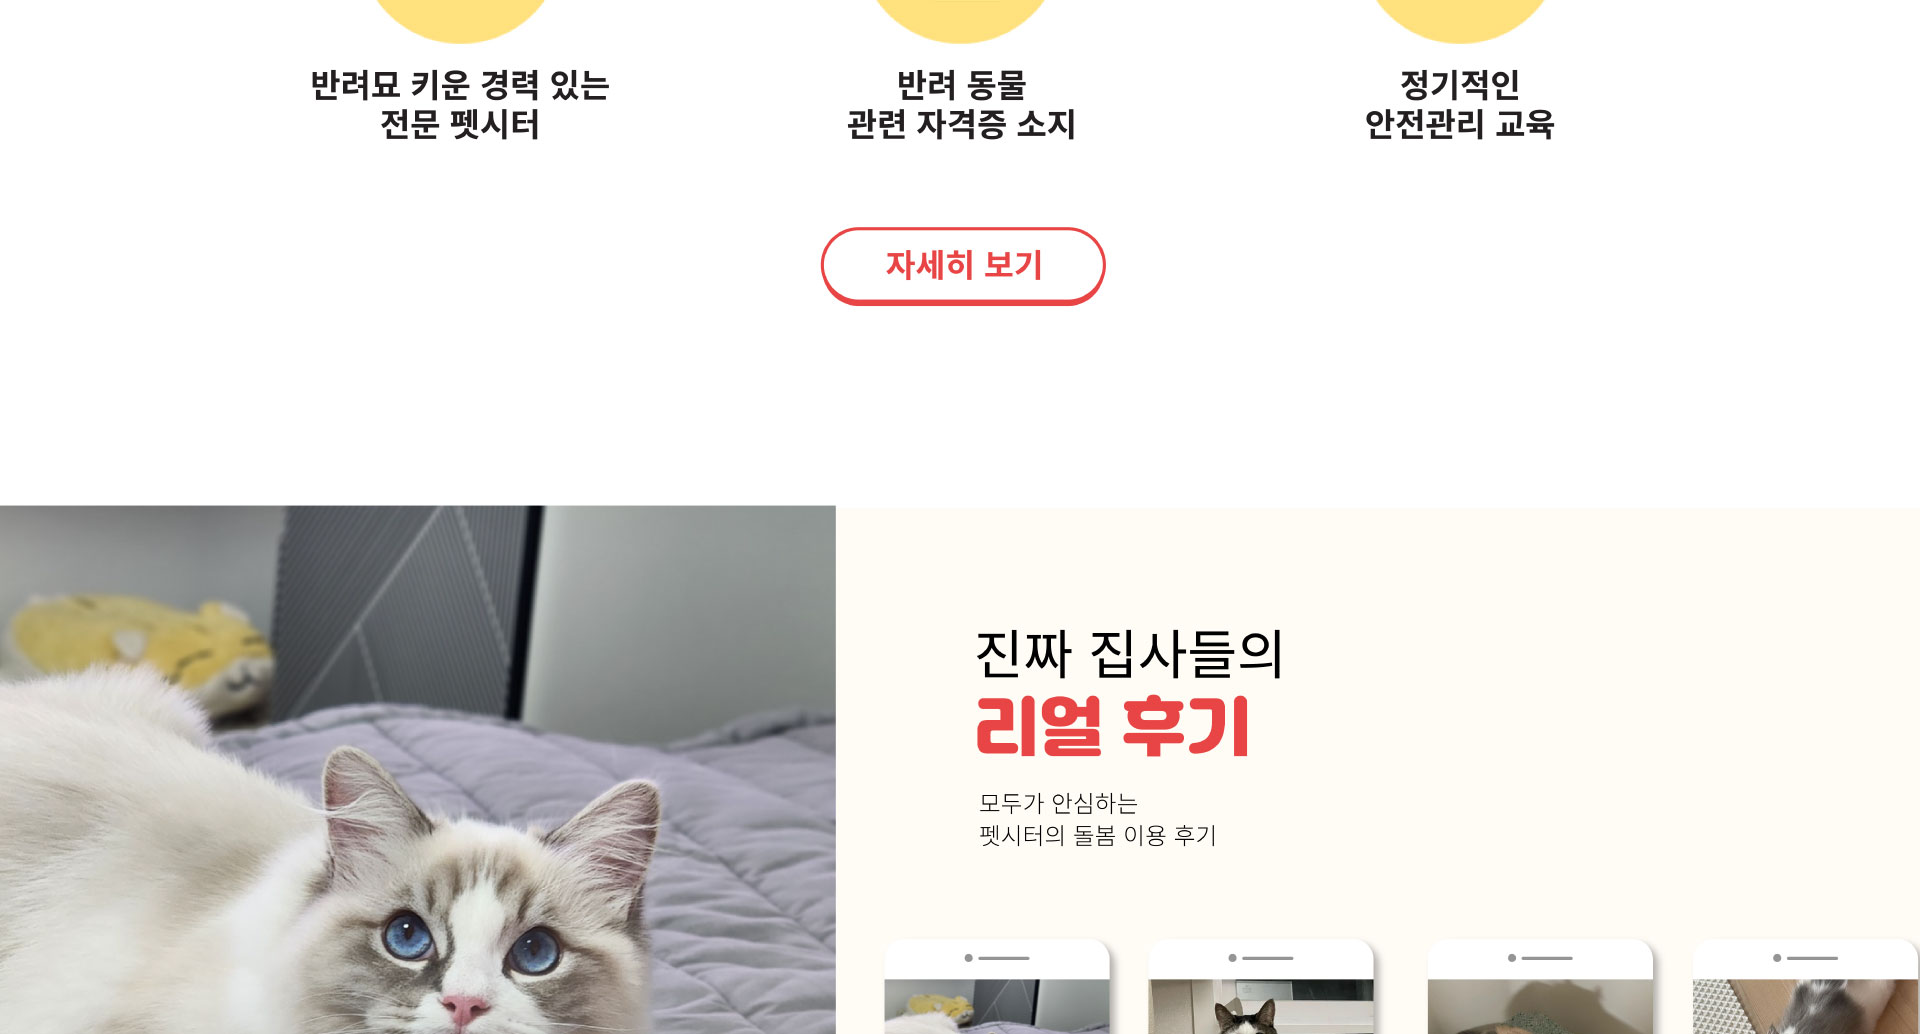 반려묘 키운 경력 있는
전문 펫시터
반려 동물
관련 자격증 소지
정기적인
안전관리 교육
자세히 보기
진짜 집사들의
리얼 후기
모두가 안심하는
펫시터의 돌봄 이용 후기